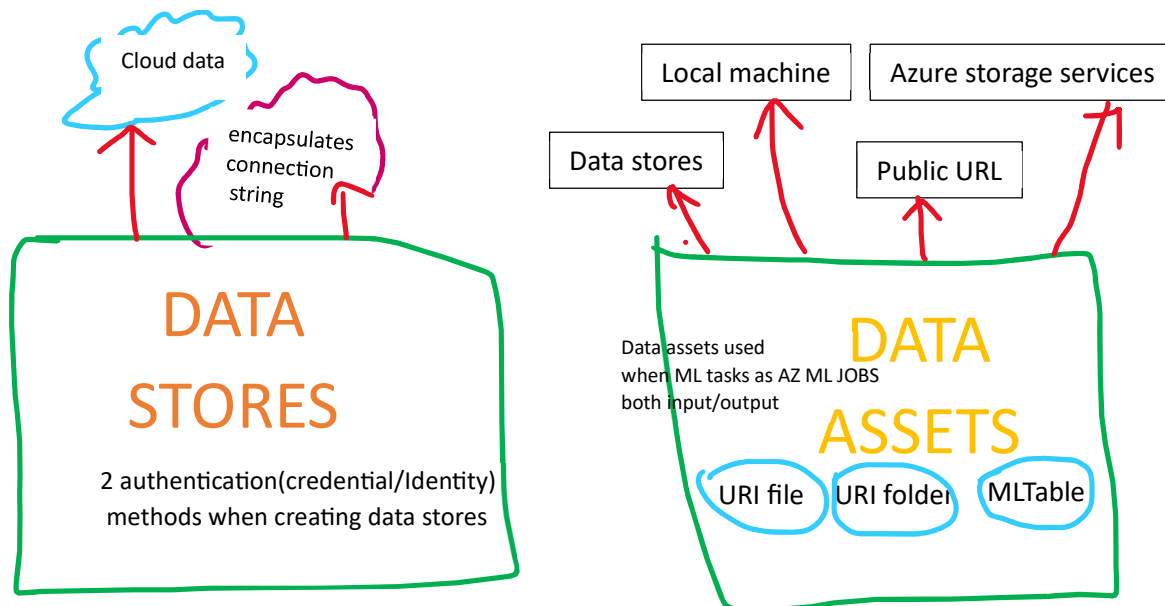 Cloud data
encapsulates
connection
string
DATA
STORES
2 authentication(credential/Identity)
methods when creating data stores
Local machine
Azure storage services
Data stores
Public URL
Data assets used
when ML tasks as AZ ML JOBS
both input/output
DATA
ASSETS
URI file
URI folder
MLTable